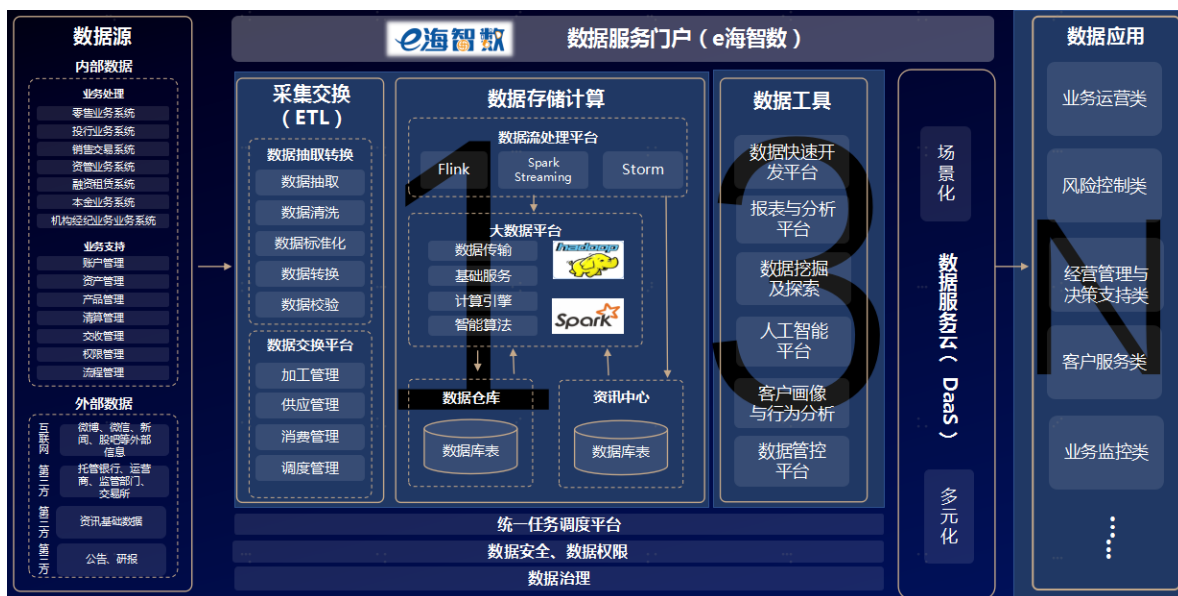 数据源
内部数据
业务处理
零售业务系统
投行业务系统
销售交易系统
资管业务系统
融资租赁系统
本金业务系统
机构经纪业务业务系统
业务支持
账户管理
资产管理
产品管理
清算管理
交收管理
权限管理
流程管理
外部数据
互联网
微博、微信、新
闻、股吧等外部
信息
第三方
托管银行、运营
商、监管部门、
交易所
第三方
资讯基础数据
第三方
公告、研报
e海智数
数据服务门户（e海智数）
采集交换
（ETL）
数据抽取转换
数据抽取
数据清洗
数据标准化
数据转换
数据校验
数据交换平台
加工管理
供应管理
消费管理
调度管理
1
数据存储计算
数据流处理平台
Flink
Spark
Streaming
Storm
大数据平台
数据传输
基础服务
计算引擎
智能算法
hadoop
Spark
数据仓库
数据库表
资讯中心
数据库表
3
数据工具
数据快速开
发平台
报表与分析
平台
数据挖掘
及探索
人工智能
平台
客户画像
与行为分析
数据管控
平台
统一任务调度平台
数据安全、数据权限
数据治理
场景化
数据服务云（DaaS）
多元化
N
数据应用
业务运营类
风险控制类
经营管理与
决策支持类
客户服务类
业务监控类
……